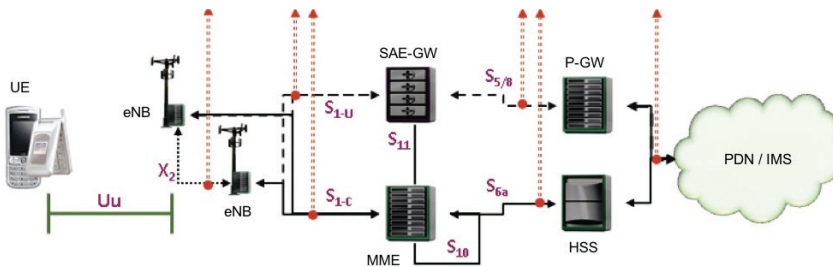 SAE-GW
P-GW
UE
eNB
S1-U
S5/8
S11
X2
PDN / IMS
Uu
eNB
S1-C
S6a
MME
S10
HSS